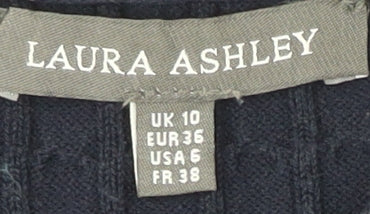 LAURA ASHLEY
UK 10
EUR 36
USA 6
FR 38